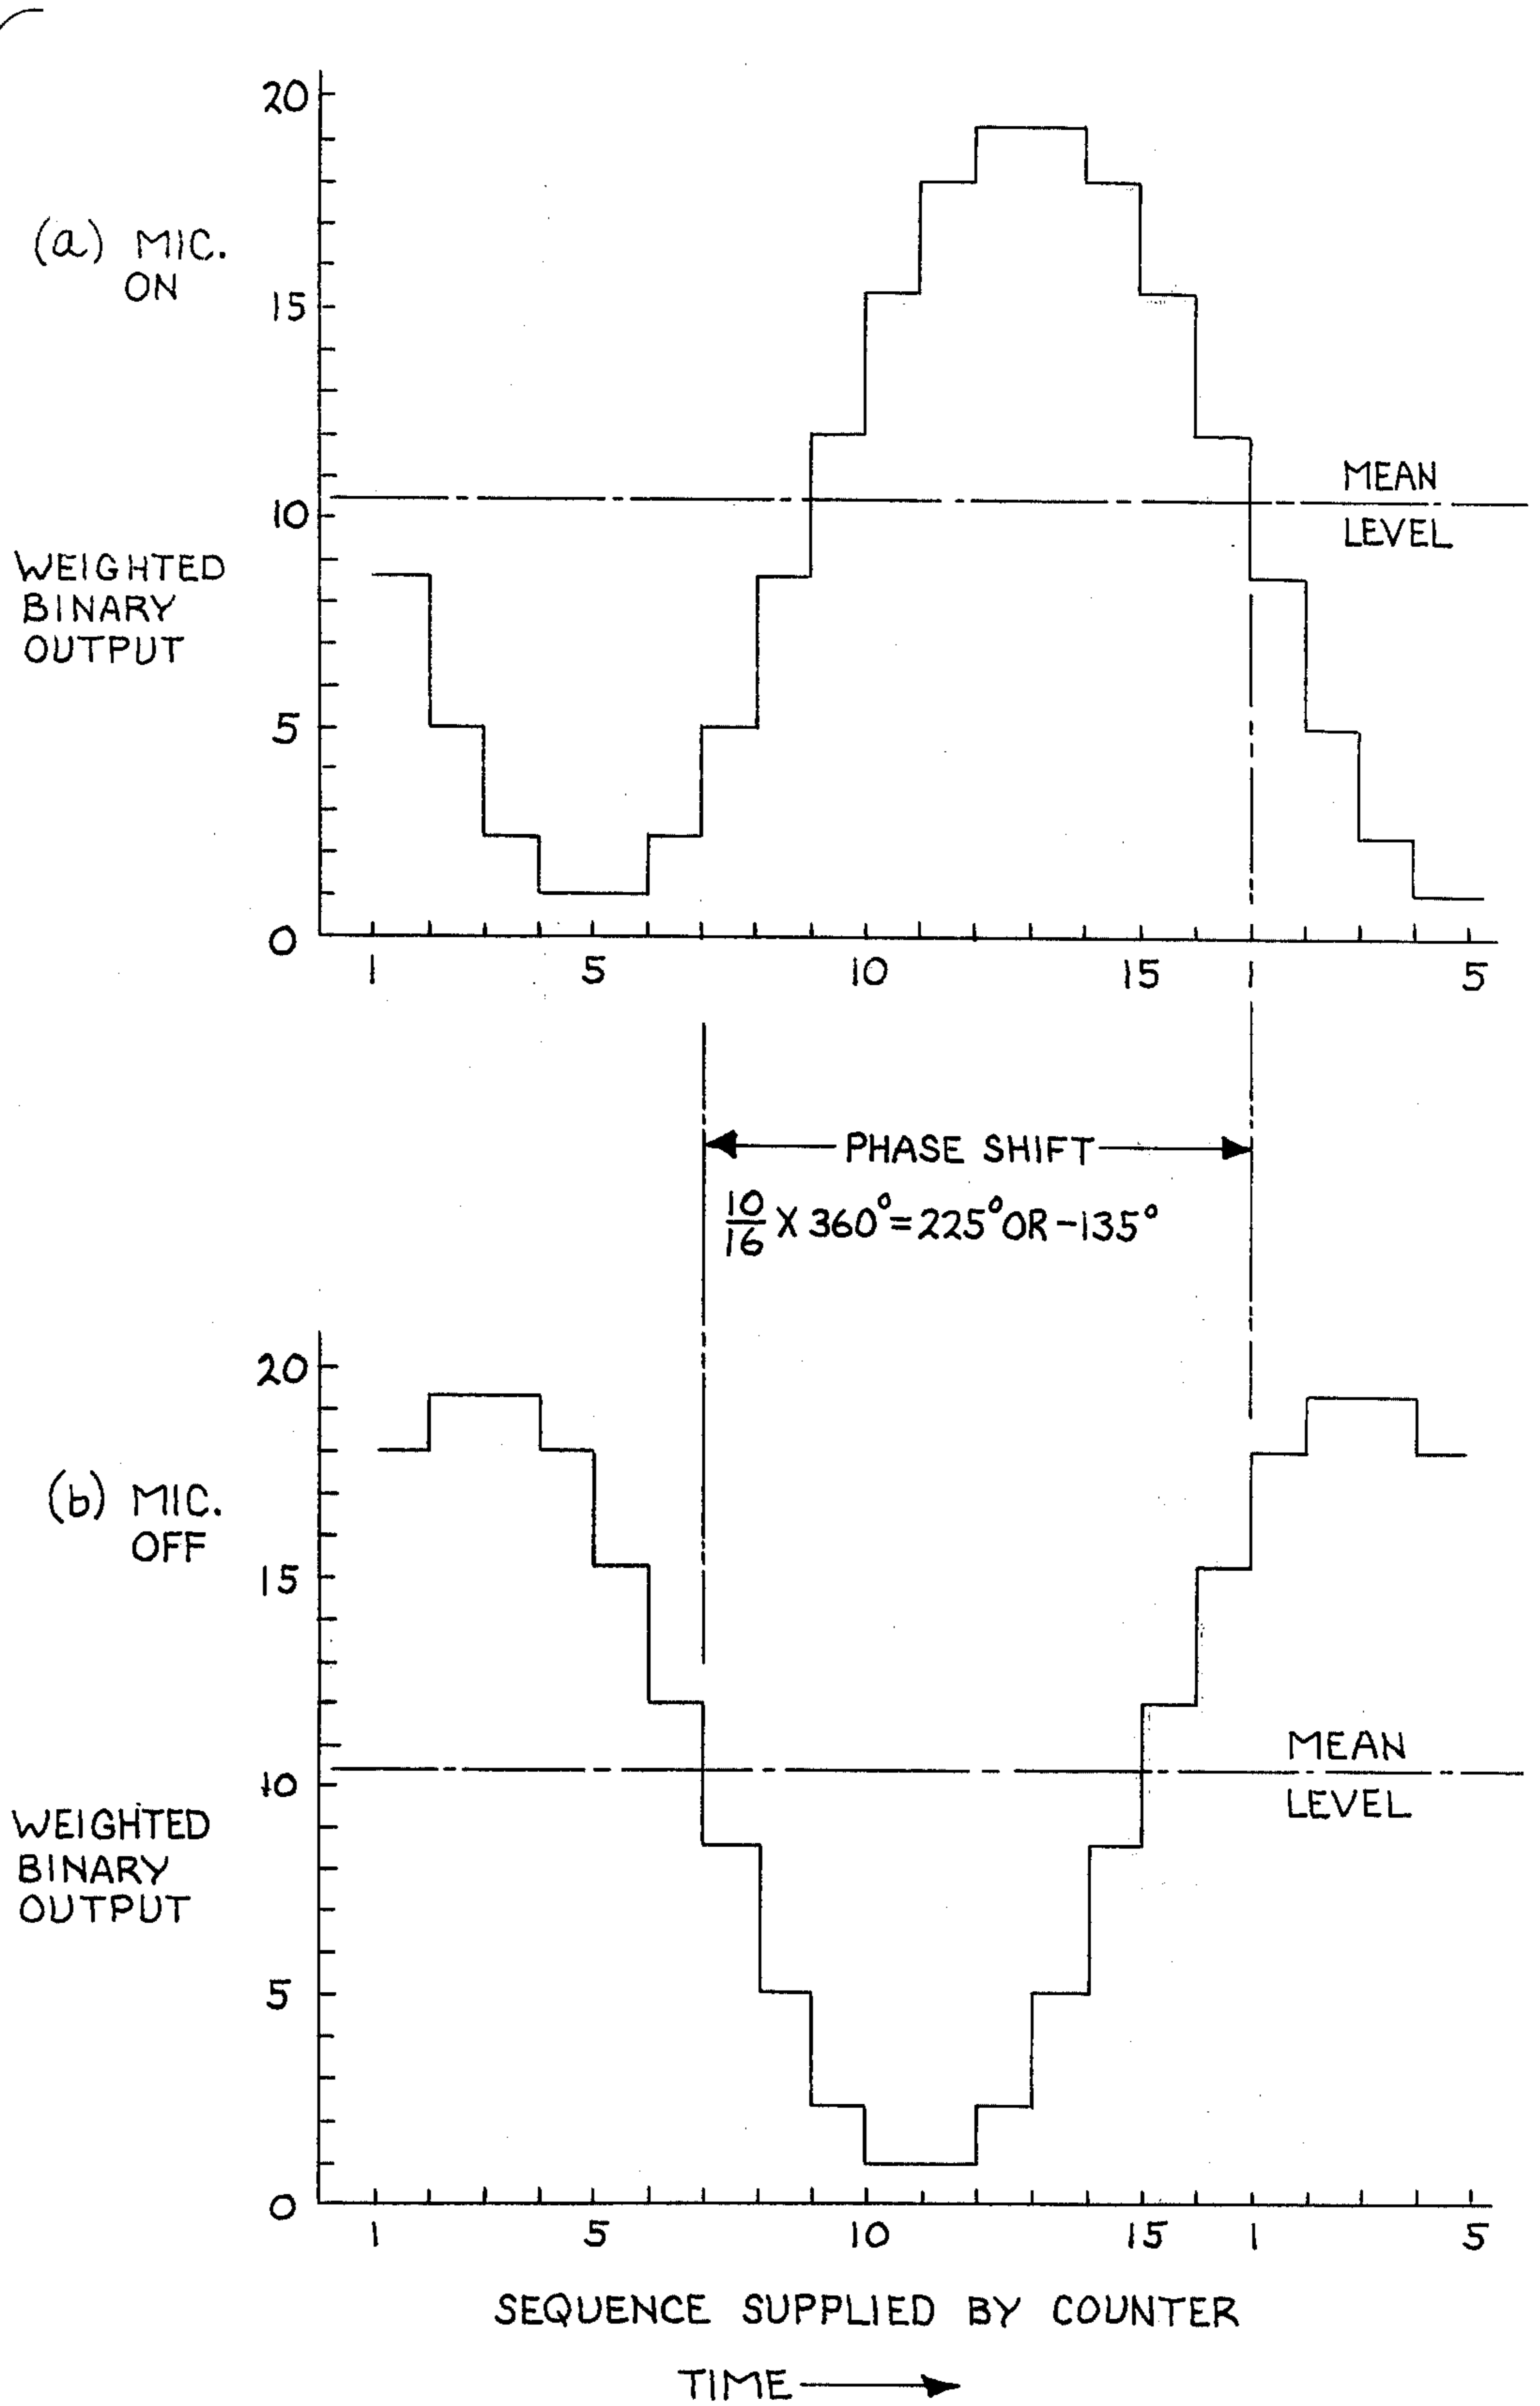 20
(a) MIC.
ON
15
MEAN
10
LEVEL
WEIGHTED
BINARY
OUTPUT
5
0
1 5 10 15 1 5
PHASE SHIFT
10/16 X 360° = 225° OR -135°
20
(b) MIC.
OFF
15
MEAN
10
LEVEL
WEIGHTED
BINARY
OUTPUT
5
0
1 5 10 15 1 5
SEQUENCE SUPPLIED BY COUNTER
TIME